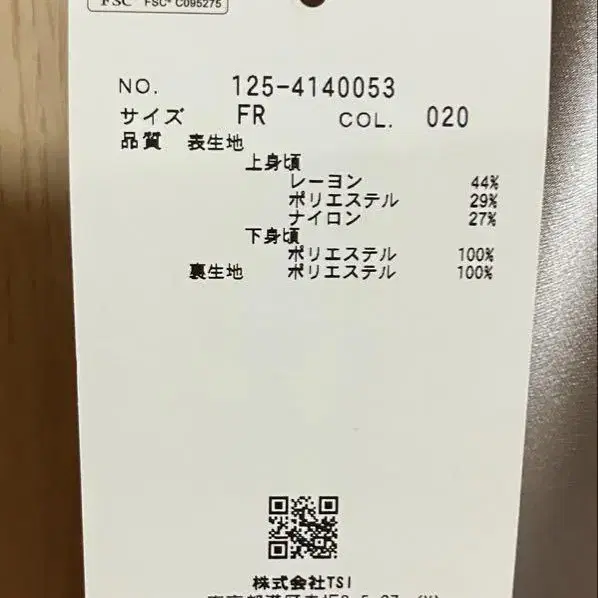 FSC® FSC® C095275
NO. 125-4140053
サイズ FR COL. 020
品質 表生地
上身頃
レーヨン 44%
ポリエステル 29%
ナイロン 27%
下身頃
ポリエステル 100%
裏生地 ポリエステル 100%
株式会社TSI